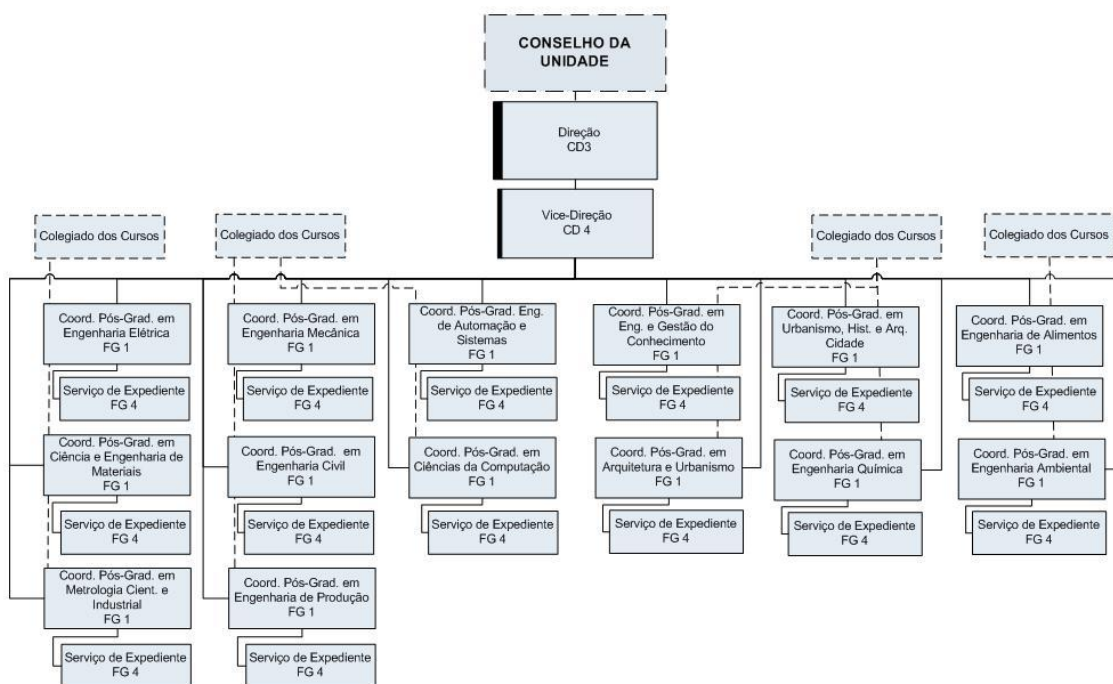 CONSELHO DA
UNIDADE
Direção
CD3
Vice-Direção
CD 4
Colegiado dos Cursos
Colegiado dos Cursos
Colegiado dos Cursos
Colegiado dos Cursos
Coord. Pós-Grad. em
Engenharia Elétrica
FG 1
Coord. Pós-Grad. em
Engenharia Mecânica
FG 1
Coord. Pós-Grad. Eng.
de Automação e
Sistemas
FG 1
Coord. Pós-Grad. em
Eng. e Gestão do
Conhecimento
FG 1
Coord. Pós-Grad. em
Urbanismo, Hist. e Arq.
Cidade
FG 1
Coord. Pós-Grad. em
Engenharia de Alimentos
FG 1
Serviço de Expediente
FG 4
Serviço de Expediente
FG 4
Serviço de Expediente
FG 4
Serviço de Expediente
FG 4
Serviço de Expediente
FG 4
Serviço de Expediente
FG 4
Coord. Pós-Grad. em
Ciência e Engenharia de
Materiais
FG 1
Coord. Pós-Grad. em
Engenharia Civil
FG 1
Coord. Pós-Grad. em
Ciências da Computação
FG 1
Coord. Pós-Grad. em
Arquitetura e Urbanismo
FG 1
Coord. Pós-Grad. em
Engenharia Química
FG 1
Coord. Pós-Grad. em
Engenharia Ambiental
FG 1
Serviço de Expediente
FG 4
Serviço de Expediente
FG 4
Serviço de Expediente
FG 4
Serviço de Expediente
FG 4
Serviço de Expediente
FG 4
Serviço de Expediente
FG 4
Coord. Pós-Grad. em
Metrologia Cient. e
Industrial
FG 1
Coord. Pós-Grad. em
Engenharia de Produção
FG 1
Serviço de Expediente
FG 4
Serviço de Expediente
FG 4